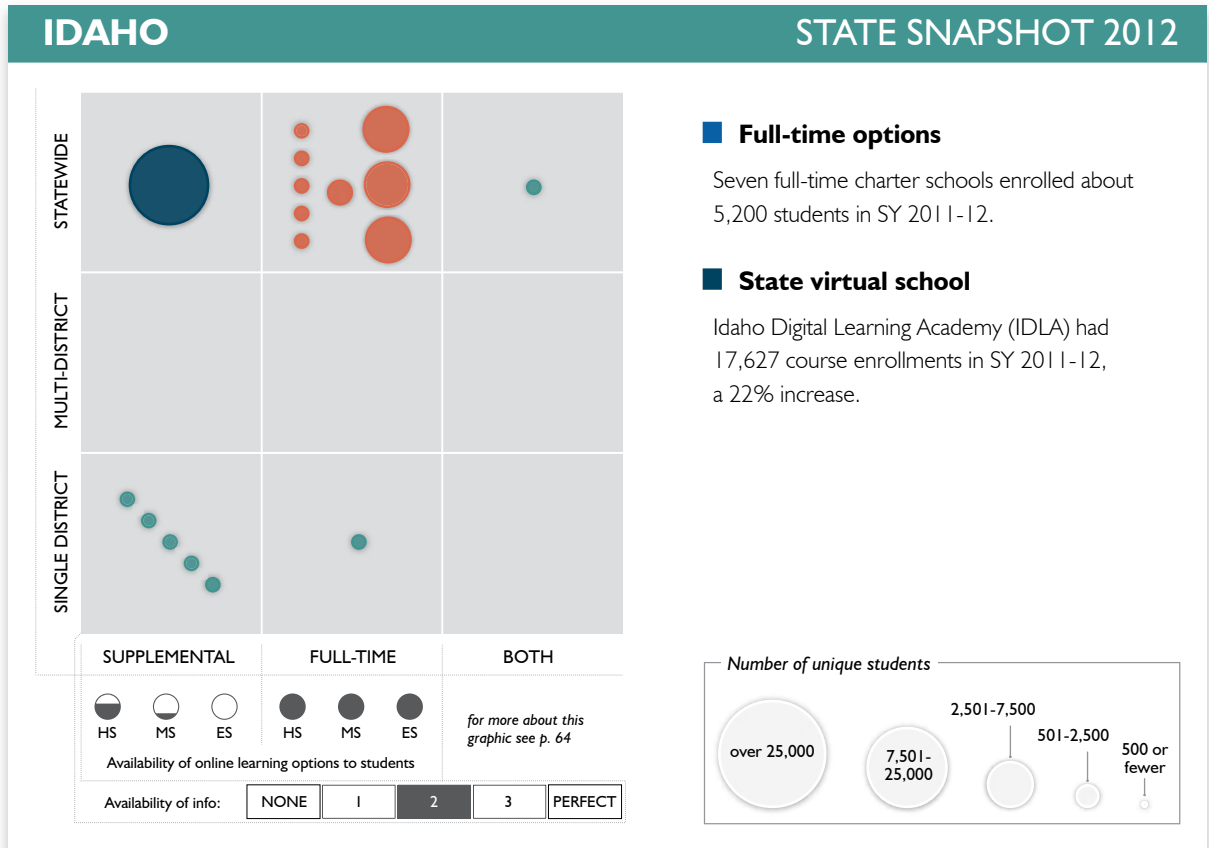 IDAHO
STATE SNAPSHOT 2012
STATEWIDE
MULTI-DISTRICT
SINGLE DISTRICT
SUPPLEMENTAL
FULL-TIME
BOTH
HS
MS
ES
HS
MS
ES
for more about this
graphic see p. 64
Availability of online learning options to students
Availability of info:
NONE
1
2
3
PERFECT
Full-time options
Seven full-time charter schools enrolled about
5,200 students in SY 2011-12.
State virtual school
Idaho Digital Learning Academy (IDLA) had
17,627 course enrollments in SY 2011-12,
a 22% increase.
Number of unique students
over 25,000
7,501-
25,000
2,501-7,500
501-2,500
500 or
fewer